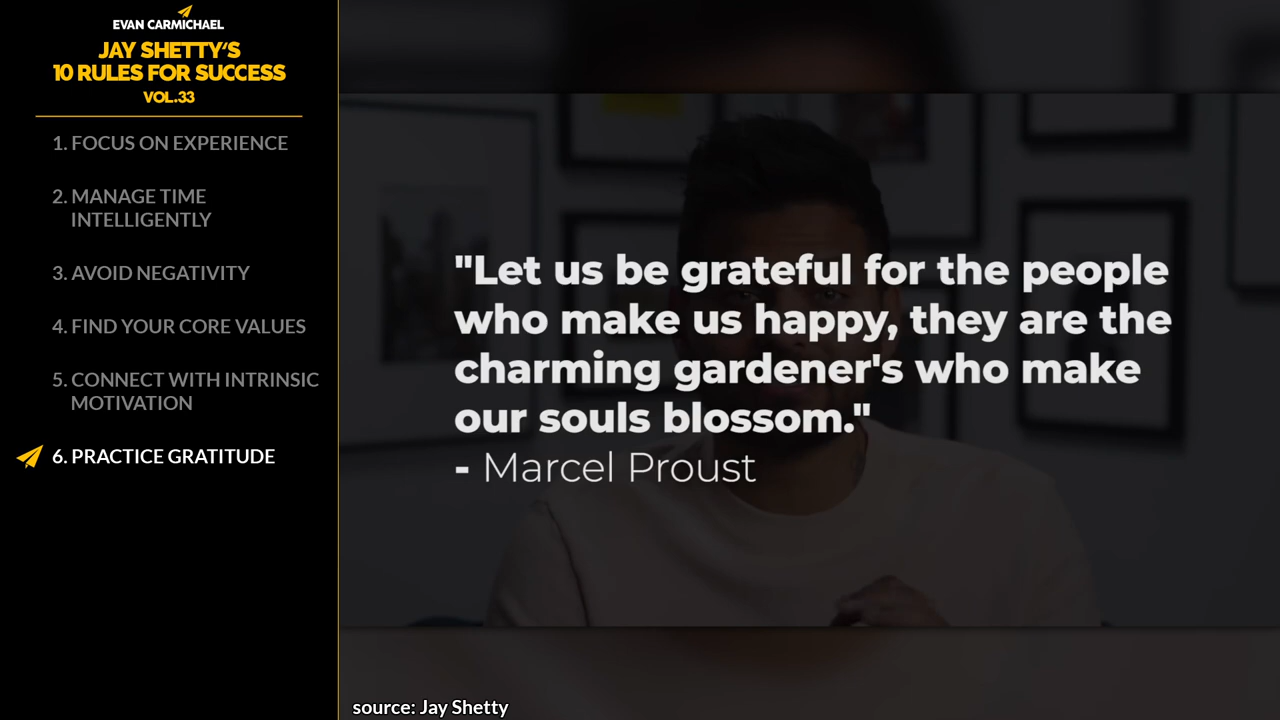 EVAN CARMICHAEL
JAY SHETTY'S
10 RULES FOR SUCCESS
VOL.33
1. FOCUS ON EXPERIENCE
2. MANAGE TIME
INTELLIGENTLY
3. AVOID NEGATIVITY
4. FIND YOUR CORE VALUES
5. CONNECT WITH INTRINSIC
MOTIVATION
6. PRACTICE GRATITUDE
"Let us be grateful for the people
who make us happy, they are the
charming gardener's who make
our souls blossom."
- Marcel Proust
source: Jay Shetty